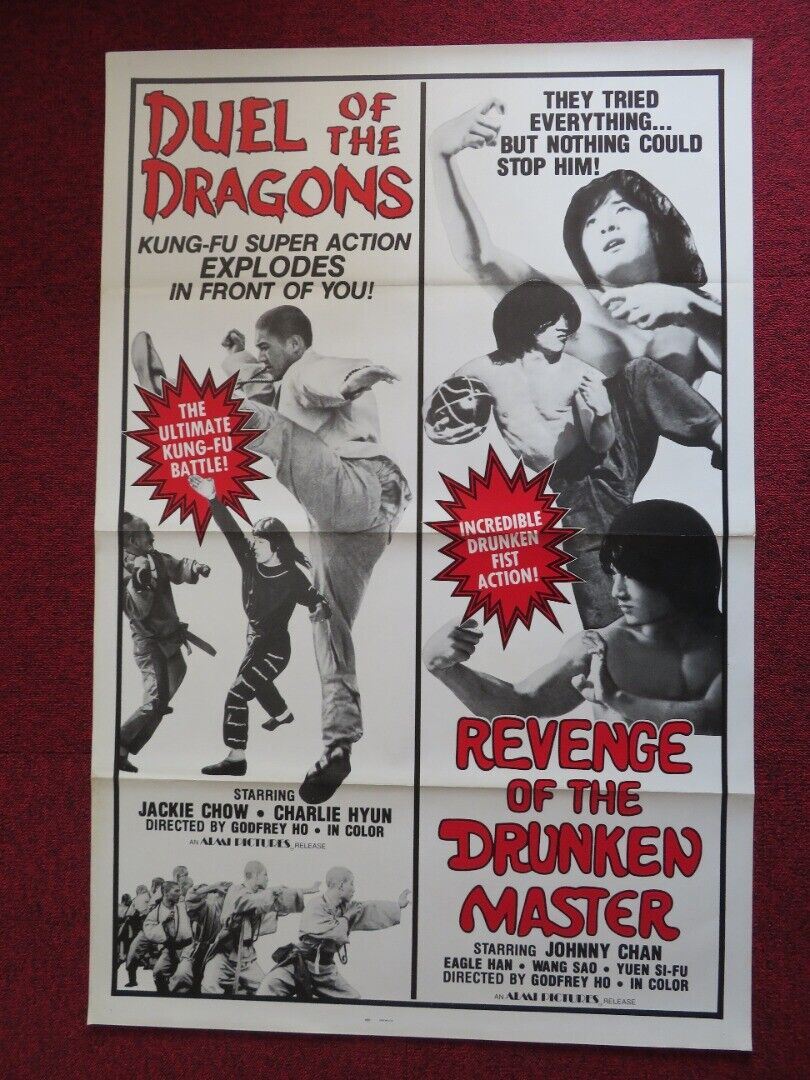 DUEL OF THE
DRAGONS
KUNG-FU SUPER ACTION
EXPLODES
IN FRONT OF YOU!
THE
ULTIMATE
KUNG-FU
BATTLE!
STARRING
JACKIE CHOW • CHARLIE HYUN
DIRECTED BY GODFREY HO • IN COLOR
AN ALMI PICTURES RELEASE
THEY TRIED
EVERYTHING...
BUT NOTHING COULD
STOP HIM!
INCREDIBLE
DRUNKEN
FIST
ACTION!
REVENGE
OF THE
DRUNKEN
MASTER
STARRING JOHNNY CHAN
EAGLE HAN • WANG SAO • YUEN SI-FU
DIRECTED BY GODFREY HO • IN COLOR
AN ALMI PICTURES RELEASE